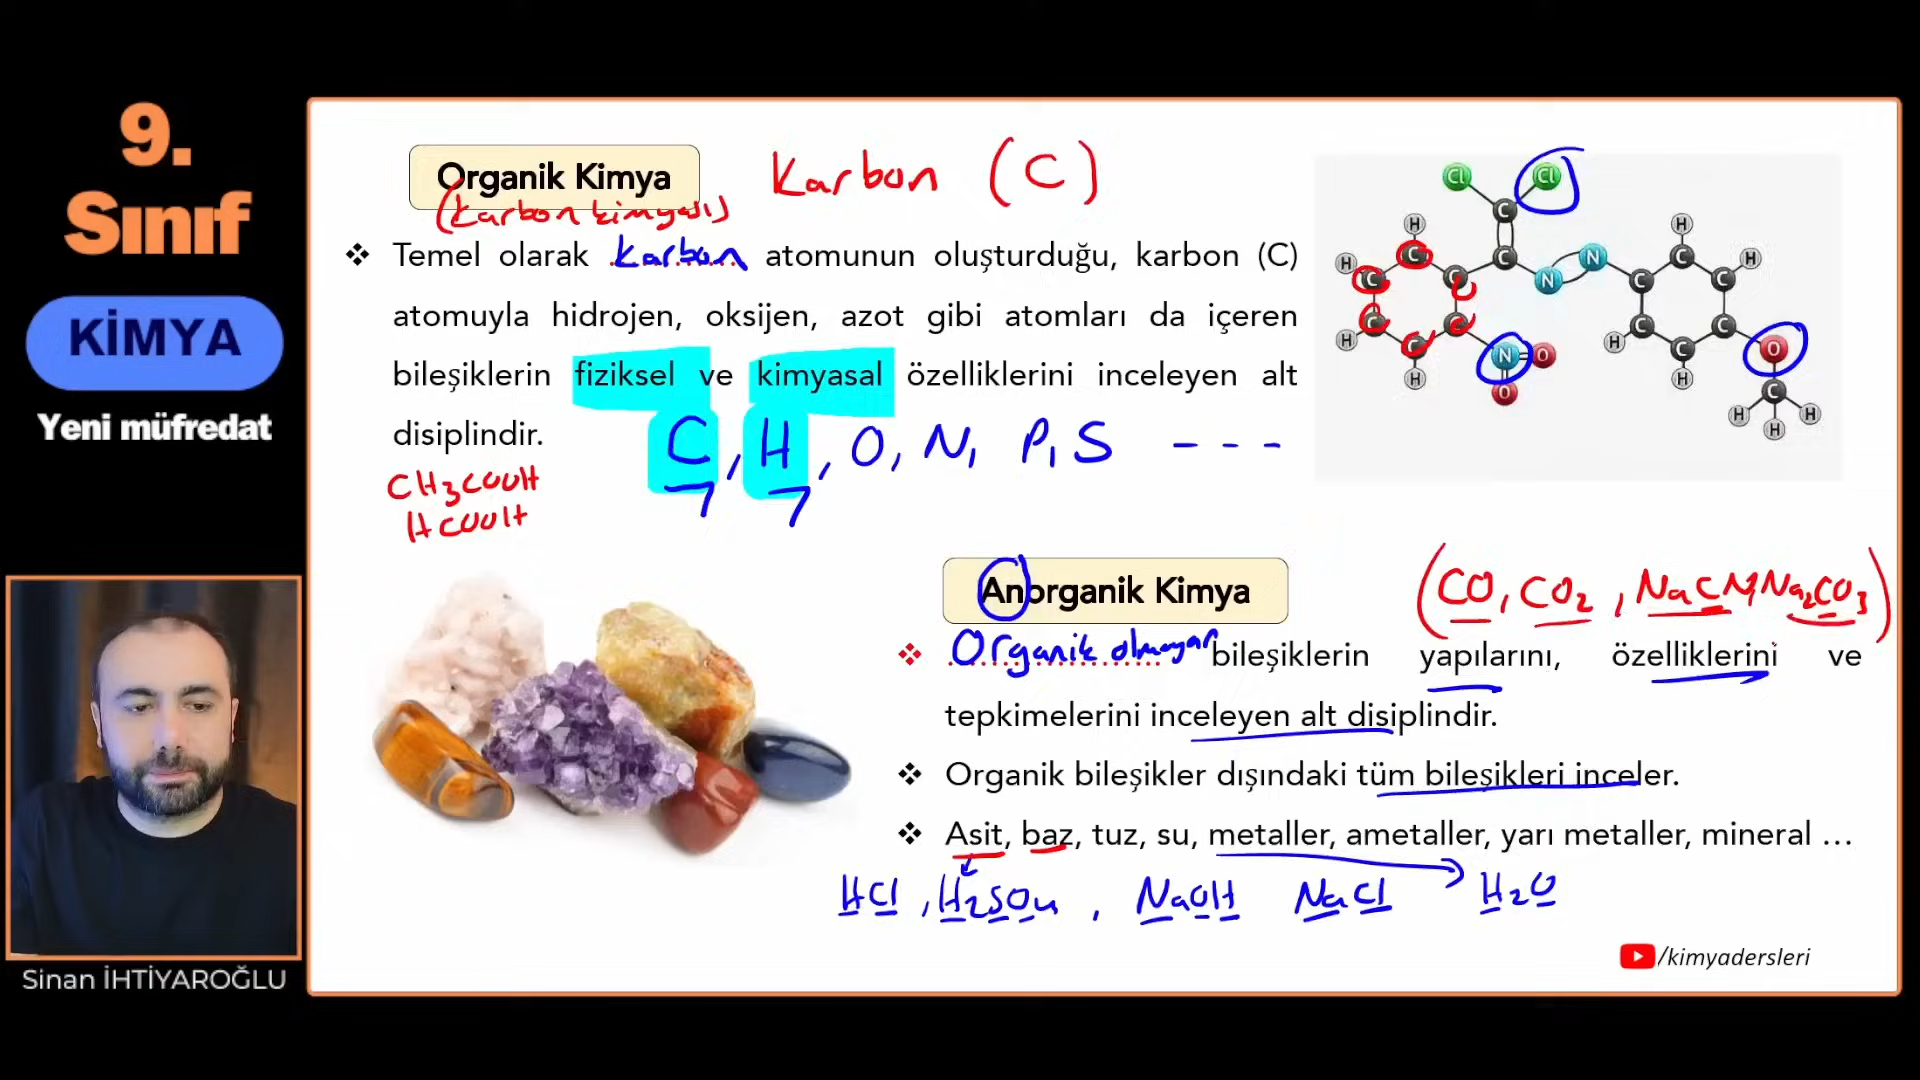 9.
Sınıf
KİMYA
Yeni müfredat
Sinan İHTİYAROĞLU
Organik Kimya
Karbon (C)
(Karbon kimyası)
❖ Temel olarak karbon atomunun oluşturduğu, karbon (C)
atomuyla hidrojen, oksijen, azot gibi atomları da içeren
bileşiklerin fiziksel ve kimyasal özelliklerini inceleyen alt
disiplindir.
C, H, O, N, P, S - - -
CH3COOH
HCOOH
Cl Cl
C
H H
H C C N H
C C N C C C
C C C C
H C N O H C O
H O H C
H H
H
Anorganik Kimya
(CO, CO2, NaCN, Na2CO3)
❖ Organik olmayan bileşiklerin yapılarını, özelliklerini ve
tepkimelerini inceleyen alt disiplindir.
❖ Organik bileşikler dışındaki tüm bileşikleri inceler.
❖ Asit, baz, tuz, su, metaller, ametaller, yarı metaller, mineral ...
HCl, H2SO4, NaOH NaCl H2O
/kimyadersleri